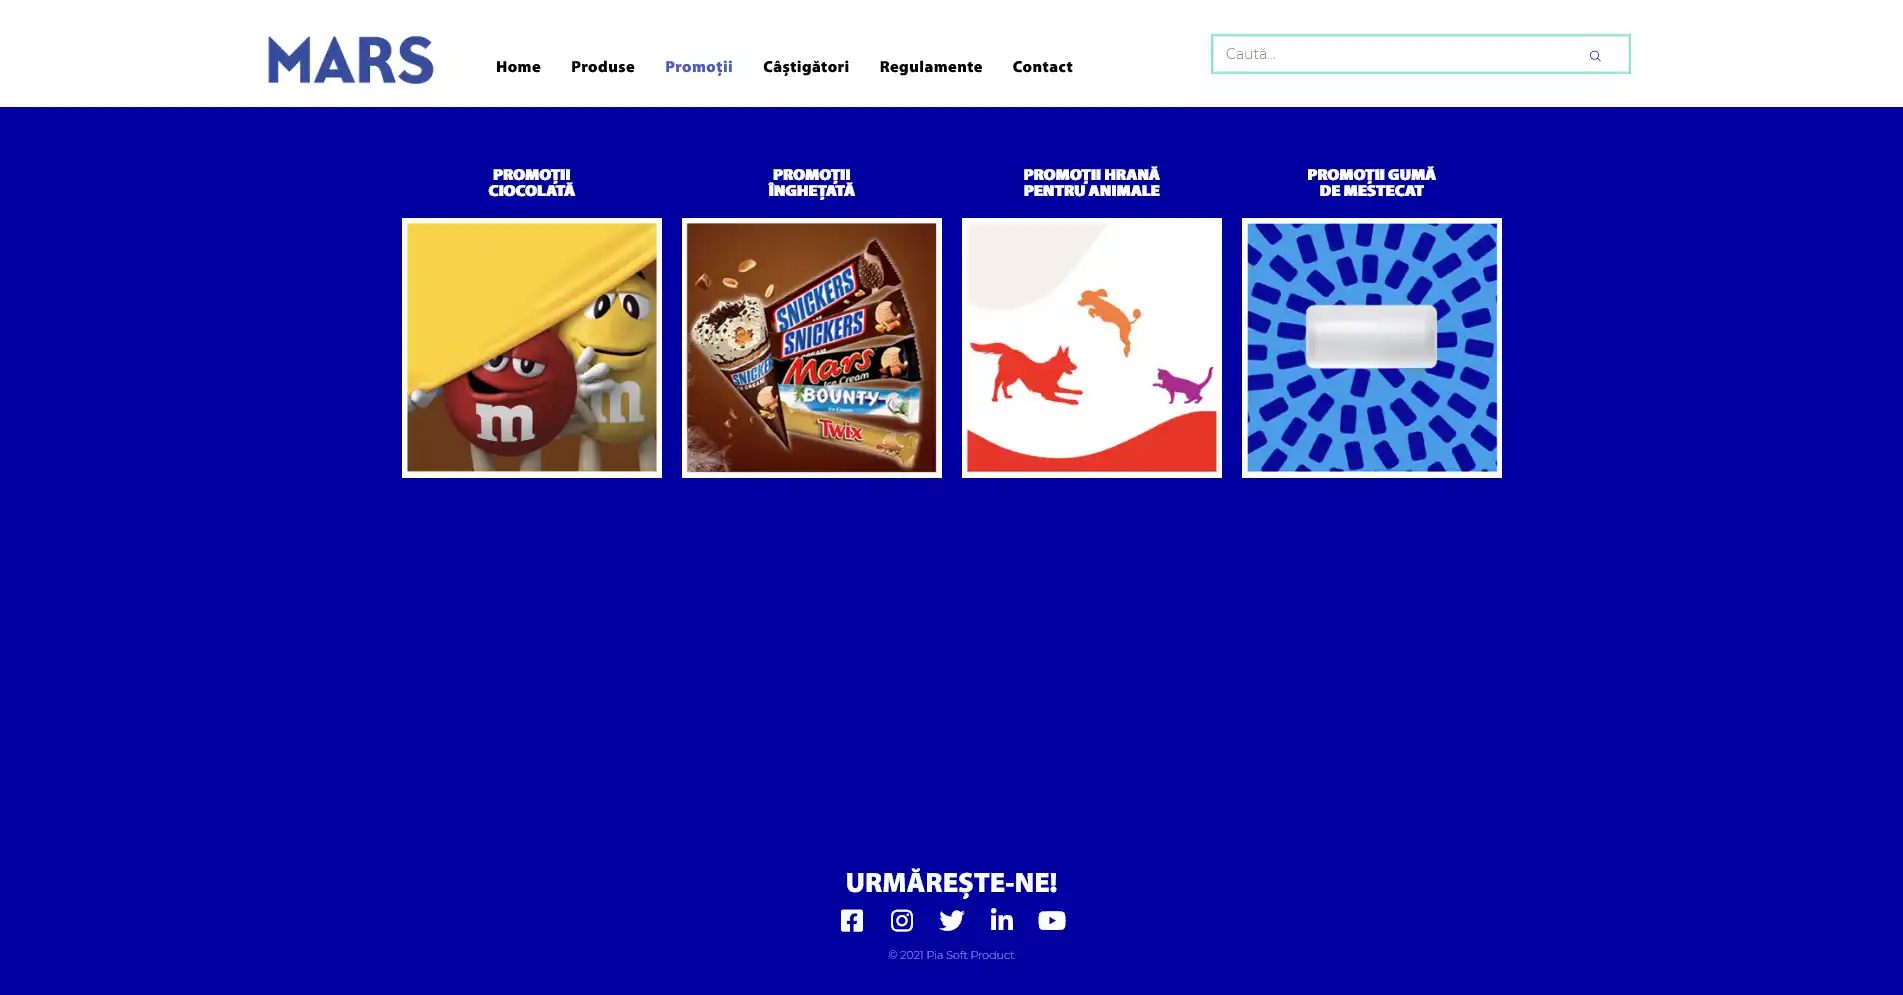 MARS
Home Produse Promoții Câștigători Regulamente Contact
Caută...
PROMOȚII
CIOCOLATĂ
PROMOȚII
ÎNGHEȚATĂ
PROMOȚII HRANĂ
PENTRU ANIMALE
PROMOȚII GUMĂ
DE MESTECAT
m
m
SNICKERS
SNICKERS
SNICKERS
Mars
Ice Cream
BOUNTY
Twix
URMĂREȘTE-NE!
© 2021 Pia Soft Product